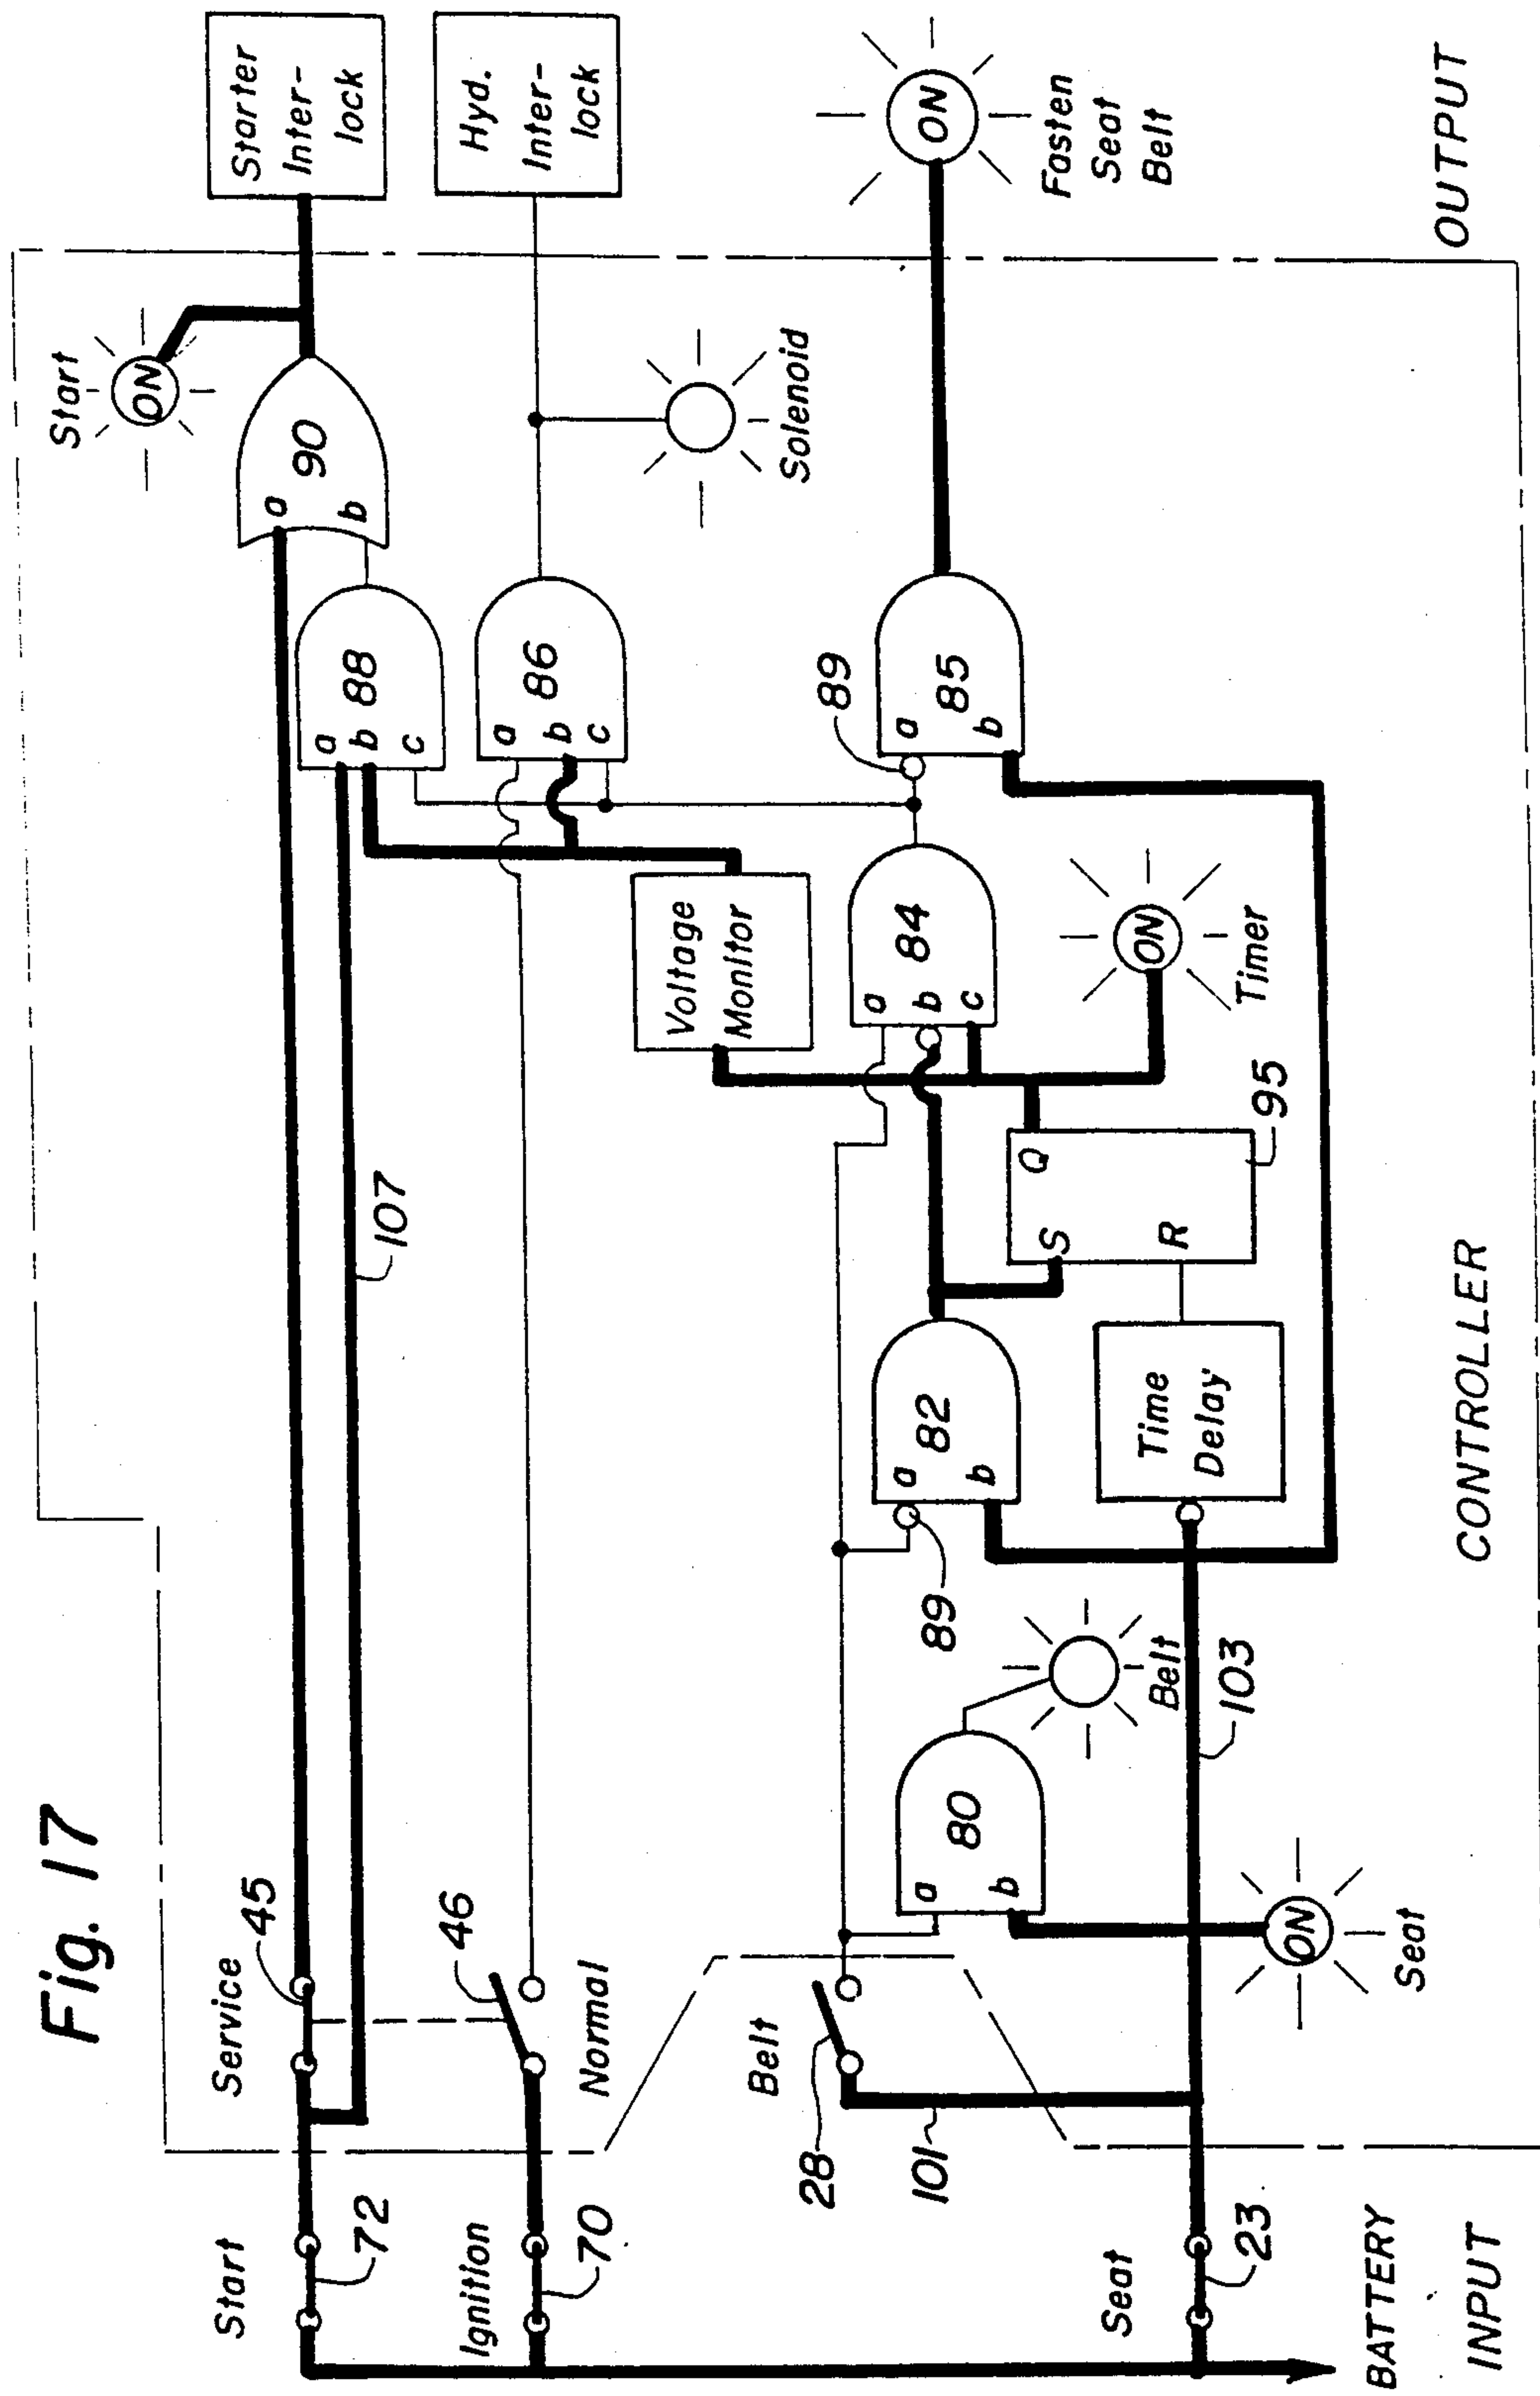 Fig. 17
Start
72
Service
45
107
a
b
c
88
a
b
90
Start
ON
Starter
Inter-
lock
Ignition
70
46
Normal
a
b
c
86
Solenoid
Hyd.
Inter-
lock
Voltage
Monitor
Belt
28
101
a
b
80
Belt
89
a
b
82
S
R
Q
95
a
b
c
84
ON
Timer
89
a
b
85
ON
Fasten
Seat
Belt
Time
Delay
Seat
23
103
ON
Seat
BATTERY
INPUT
CONTROLLER
OUTPUT